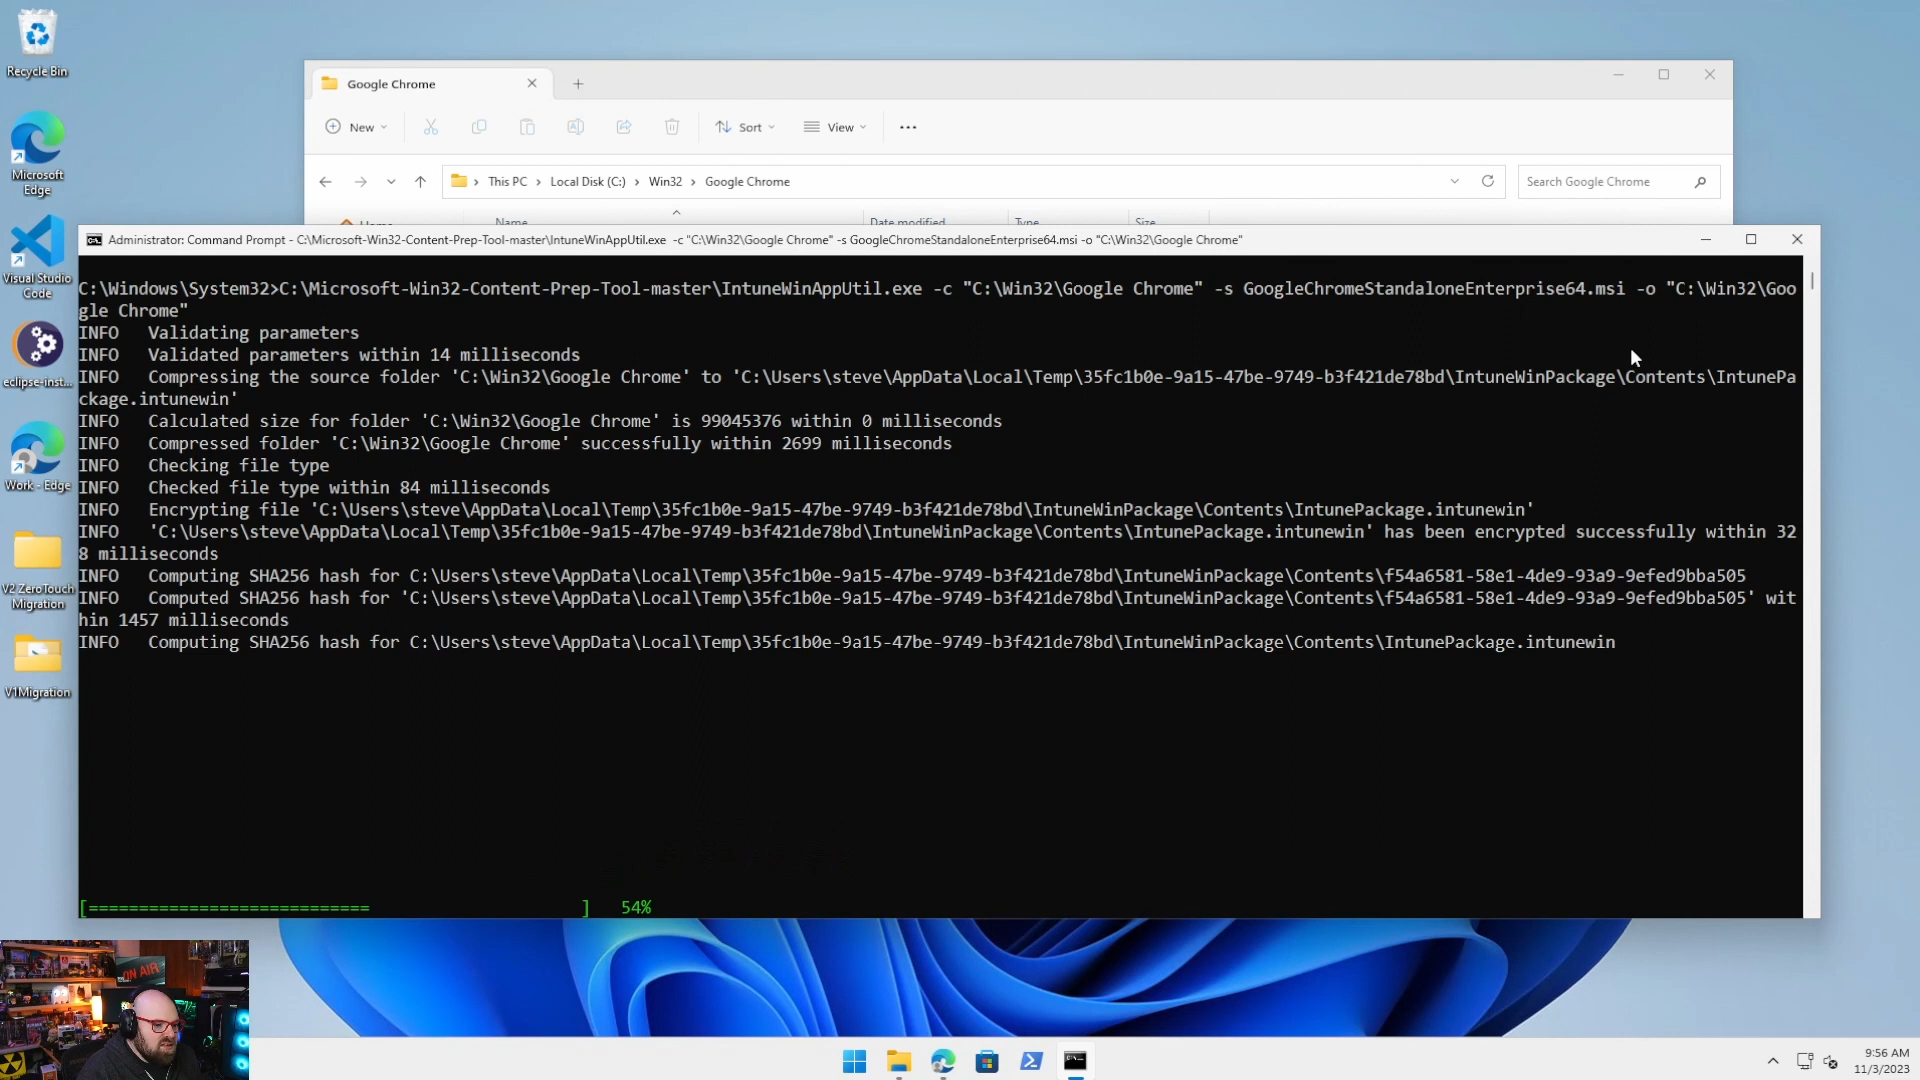 Recycle Bin
Microsoft
Edge
Visual Studio
Code
eclipse-inst...
Work - Edge
V2 ZeroTouch
Migration
V1Migration
Google Chrome
New
Sort
View
This PC > Local Disk (C:) > Win32 > Google Chrome
Search Google Chrome
Home
Name
Date modified
Type
Size
Administrator: Command Prompt - C:\Microsoft-Win32-Content-Prep-Tool-master\IntuneWinAppUtil.exe -c "C:\Win32\Google Chrome" -s GoogleChromeStandaloneEnterprise64.msi -o "C:\Win32\Google Chrome"
C:\Windows\System32>C:\Microsoft-Win32-Content-Prep-Tool-master\IntuneWinAppUtil.exe -c "C:\Win32\Google Chrome" -s GoogleChromeStandaloneEnterprise64.msi -o "C:\Win32\Goo
gle Chrome"
INFO   Validating parameters
INFO   Validated parameters within 14 milliseconds
INFO   Compressing the source folder 'C:\Win32\Google Chrome' to 'C:\Users\steve\AppData\Local\Temp\35fc1b0e-9a15-47be-9749-b3f421de78bd\IntuneWinPackage\Contents\IntunePa
ckage.intunewin'
INFO   Calculated size for folder 'C:\Win32\Google Chrome' is 99045376 within 0 milliseconds
INFO   Compressed folder 'C:\Win32\Google Chrome' successfully within 2699 milliseconds
INFO   Checking file type
INFO   Checked file type within 84 milliseconds
INFO   Encrypting file 'C:\Users\steve\AppData\Local\Temp\35fc1b0e-9a15-47be-9749-b3f421de78bd\IntuneWinPackage\Contents\IntunePackage.intunewin'
INFO   'C:\Users\steve\AppData\Local\Temp\35fc1b0e-9a15-47be-9749-b3f421de78bd\IntuneWinPackage\Contents\IntunePackage.intunewin' has been encrypted successfully within 32
8 milliseconds
INFO   Computing SHA256 hash for C:\Users\steve\AppData\Local\Temp\35fc1b0e-9a15-47be-9749-b3f421de78bd\IntuneWinPackage\Contents\f54a6581-58e1-4de9-93a9-9efed9bba505
INFO   Computed SHA256 hash for 'C:\Users\steve\AppData\Local\Temp\35fc1b0e-9a15-47be-9749-b3f421de78bd\IntuneWinPackage\Contents\f54a6581-58e1-4de9-93a9-9efed9bba505' wit
hin 1457 milliseconds
INFO   Computing SHA256 hash for C:\Users\steve\AppData\Local\Temp\35fc1b0e-9a15-47be-9749-b3f421de78bd\IntuneWinPackage\Contents\IntunePackage.intunewin
[============================                     ]   54%
ON AIR
9:56 AM
11/3/2023